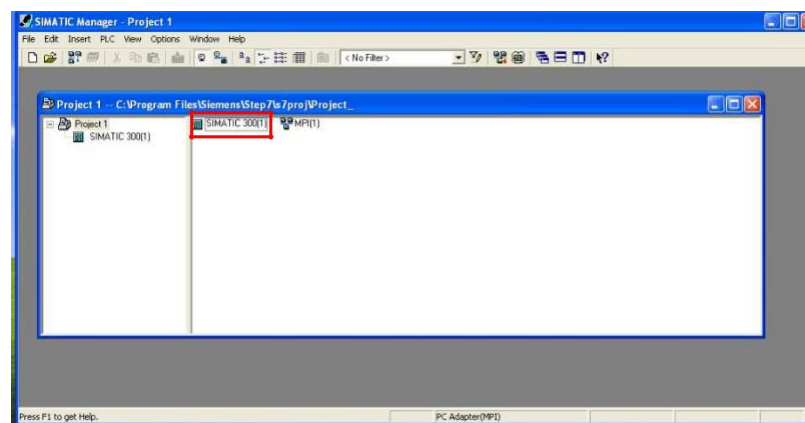 SIMATIC Manager - Project 1
File Edit Insert PLC View Options Window Help
< No Filter >
Project 1 -- C:\Program Files\Siemens\Step7\s7proj\Project_
Project 1
SIMATIC 300(1)
SIMATIC 300(1)
MPI(1)
Press F1 to get Help.
PC Adapter(MPI)